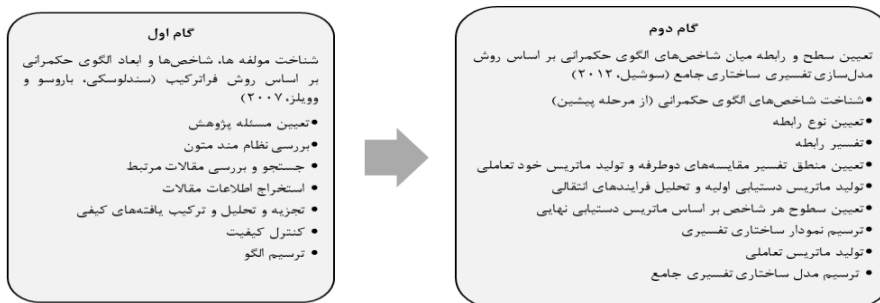 گام اول
شناخت مولفه ها، شاخص‌ها و ابعاد الگوی حکمرانی
بر اساس روش فراترکیب (سندلوسکی، باروسو و
وویلز، ۲۰۰۷)
•تعیین مسئله پژوهش
•بررسی نظام مند متون
• جستجو و بررسی مقالات مرتبط
• استخراج اطلاعات مقالات
•تجزیه و تحلیل و ترکیب یافته‌های کیفی
• کنترل کیفیت
• ترسیم الگو
گام دوم
تعیین سطح و رابطه میان شاخص‌های الگوی حکمرانی بر اساس روش
مدل‌سازی تفسیری ساختاری جامع (سوشیل، ۲۰۱۲)
•شناخت شاخص‌های الگوی حکمرانی (از مرحله پیشین)
•تعیین نوع رابطه
•تفسیر رابطه
•تعیین منطق تفسیر مقایسه‌های دوطرفه و تولید ماتریس خود تعاملی
•تولید ماتریس دستیابی اولیه و تحلیل فرایندهای انتقالی
•تعیین سطوح هر شاخص بر اساس ماتریس دستیابی نهایی
•ترسیم نمودار ساختاری تفسیری
•تولید ماتریس تعاملی
• ترسیم مدل ساختاری تفسیری جامع